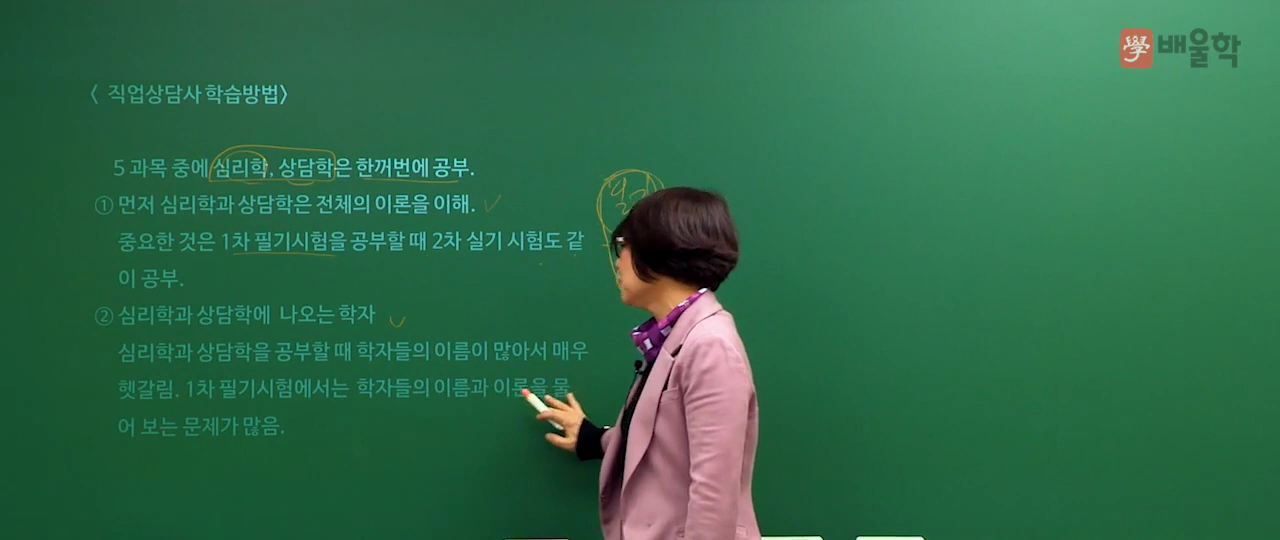 學 배울학
〈 직업상담사 학습방법〉
5 과목 중에 심리학, 상담학은 한꺼번에 공부.
① 먼저 심리학과 상담학은 전체의 이론을 이해.
중요한 것은 1차 필기시험을 공부할 때 2차 실기 시험도 같
이 공부.
② 심리학과 상담학에 나오는 학자
심리학과 상담학을 공부할 때 학자들의 이름이 많아서 매우
헷갈림. 1차 필기시험에서는 학자들의 이름과 이론을 물
어 보는 문제가 많음.